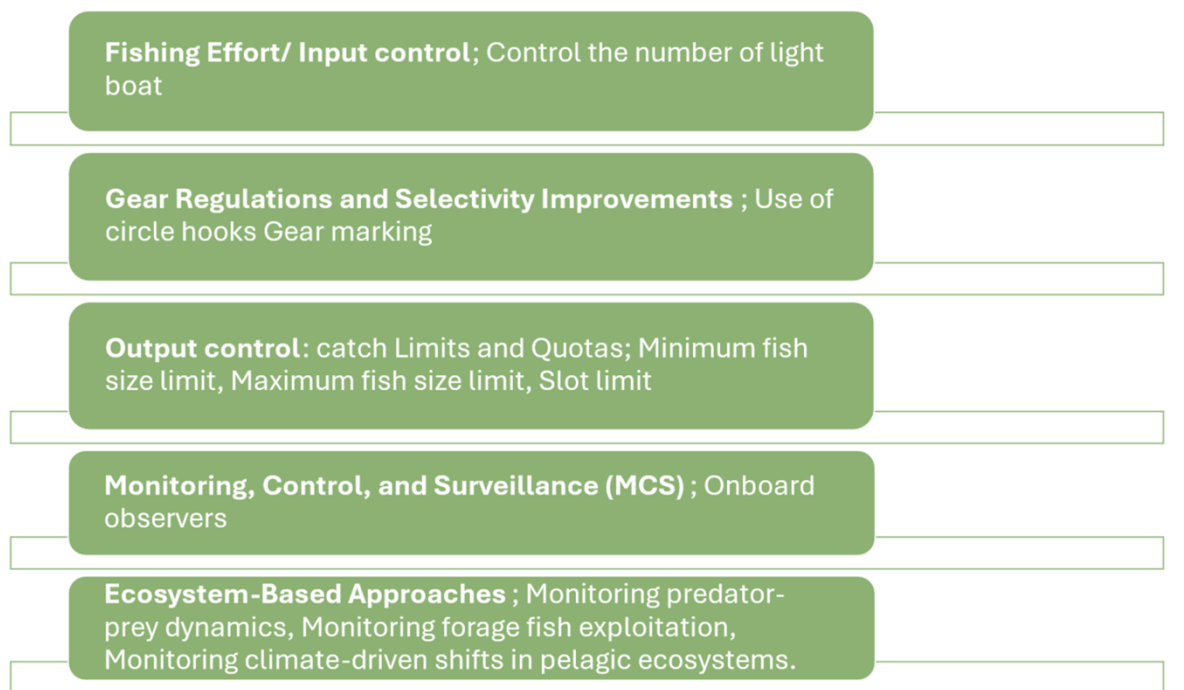 Fishing Effort/ Input control; Control the number of light
boat
Gear Regulations and Selectivity Improvements ; Use of
circle hooks Gear marking
Output control: catch Limits and Quotas; Minimum fish
size limit, Maximum fish size limit, Slot limit
Monitoring, Control, and Surveillance (MCS) ; Onboard
observers
Ecosystem-Based Approaches ; Monitoring predator-
prey dynamics, Monitoring forage fish exploitation,
Monitoring climate-driven shifts in pelagic ecosystems.